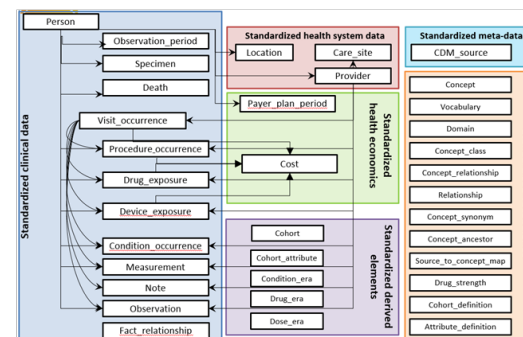 Person
Observation_period
Specimen
Death
Visit_occurrence
Procedure_occurrence
Drug_exposure
Device_exposure
Condition_occurrence
Measurement
Note
Observation
Fact_relationship
Standardized clinical data
Standardized health system data
Location
Care_site
Provider
Payer_plan_period
Cost
Standardized
health economics
Cohort
Cohort_attribute
Condition_era
Drug_era
Dose_era
Standardized derived
elements
Standardized meta-data
CDM_source
Concept
Vocabulary
Domain
Concept_class
Concept_relationship
Relationship
Concept_synonym
Concept_ancestor
Source_to_concept_map
Drug_strength
Cohort_definition
Attribute_definition